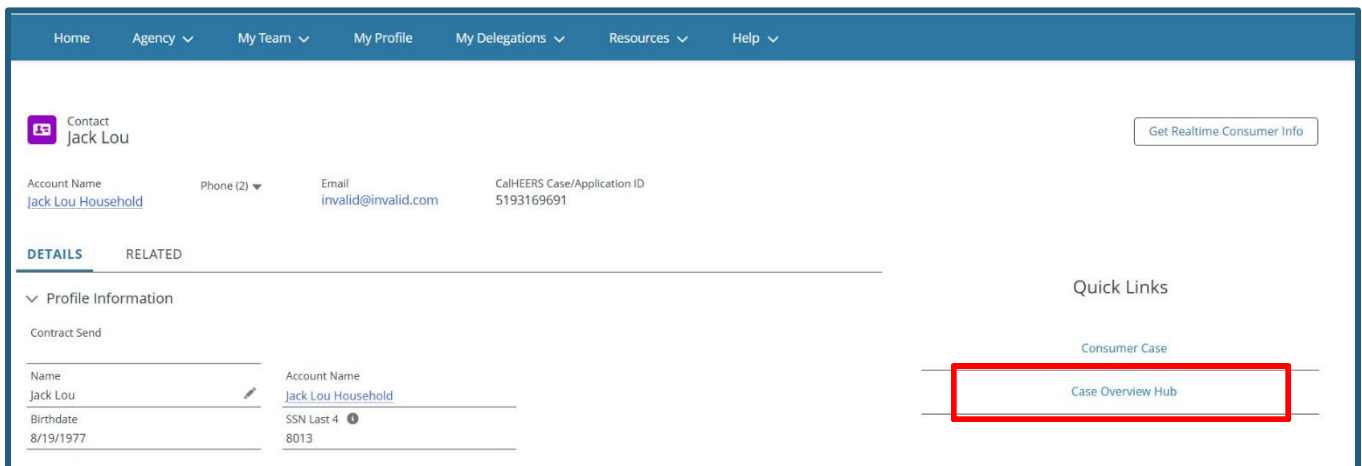 Home Agency My Team My Profile My Delegations Resources Help
Contact
Jack Lou
Get Realtime Consumer Info
Account Name Phone (2) Email CalHEERS Case/Application ID
Jack Lou Household invalid@invalid.com 5193169691
DETAILS RELATED
Quick Links
Profile Information
Contract Send
Consumer Case
Name Account Name
Jack Lou Jack Lou Household
Case Overview Hub
Birthdate SSN Last 4
8/19/1977 8013